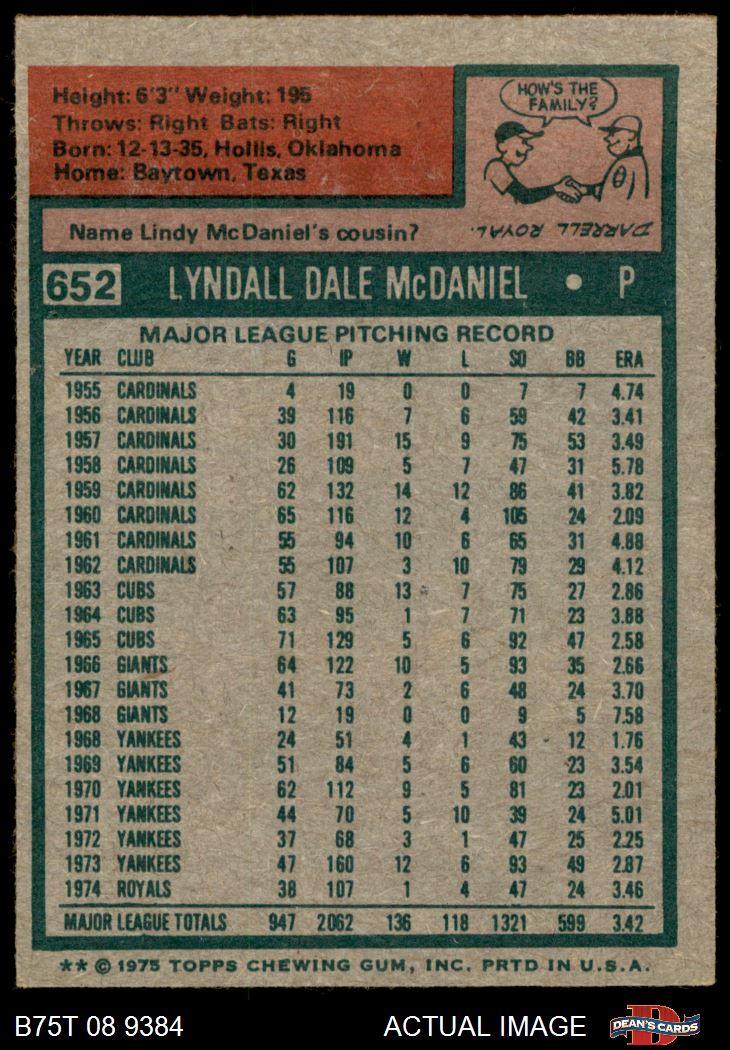 Height: 6'3" Weight: 195
Throws: Right Bats: Right
Born: 12-13-35, Hollis, Oklahoma
Home: Baytown, Texas
HOW'S THE
FAMILY?
Name Lindy McDaniel's cousin?
DARRELL ROYAL.
652 LYNDALL DALE McDANIEL • P
MAJOR LEAGUE PITCHING RECORD
YEAR CLUB G IP W L SO BB ERA
1955 CARDINALS 4 19 0 0 7 7 4.74
1956 CARDINALS 39 116 7 6 59 42 3.41
1957 CARDINALS 30 191 15 9 75 53 3.49
1958 CARDINALS 26 109 5 7 47 31 5.78
1959 CARDINALS 62 132 14 12 86 41 3.82
1960 CARDINALS 65 116 12 4 105 24 2.09
1961 CARDINALS 55 94 10 6 65 31 4.88
1962 CARDINALS 55 107 3 10 79 29 4.12
1963 CUBS 57 88 13 7 75 27 2.86
1964 CUBS 63 95 1 7 71 23 3.88
1965 CUBS 71 129 5 6 92 47 2.58
1966 GIANTS 64 122 10 5 93 35 2.66
1967 GIANTS 41 73 2 6 48 24 3.70
1968 GIANTS 12 19 0 0 9 5 7.58
1968 YANKEES 24 51 4 1 43 12 1.76
1969 YANKEES 51 84 5 6 60 23 3.54
1970 YANKEES 62 112 9 5 81 23 2.01
1971 YANKEES 44 70 5 10 39 24 5.01
1972 YANKEES 37 68 3 1 47 25 2.25
1973 YANKEES 47 160 12 6 93 49 2.87
1974 ROYALS 38 107 1 4 47 24 3.46
MAJOR LEAGUE TOTALS 947 2062 136 118 1321 599 3.42
** © 1975 TOPPS CHEWING GUM, INC. PRTD IN U.S.A.
B75T 08 9384 ACTUAL IMAGE DEAN'S CARDS